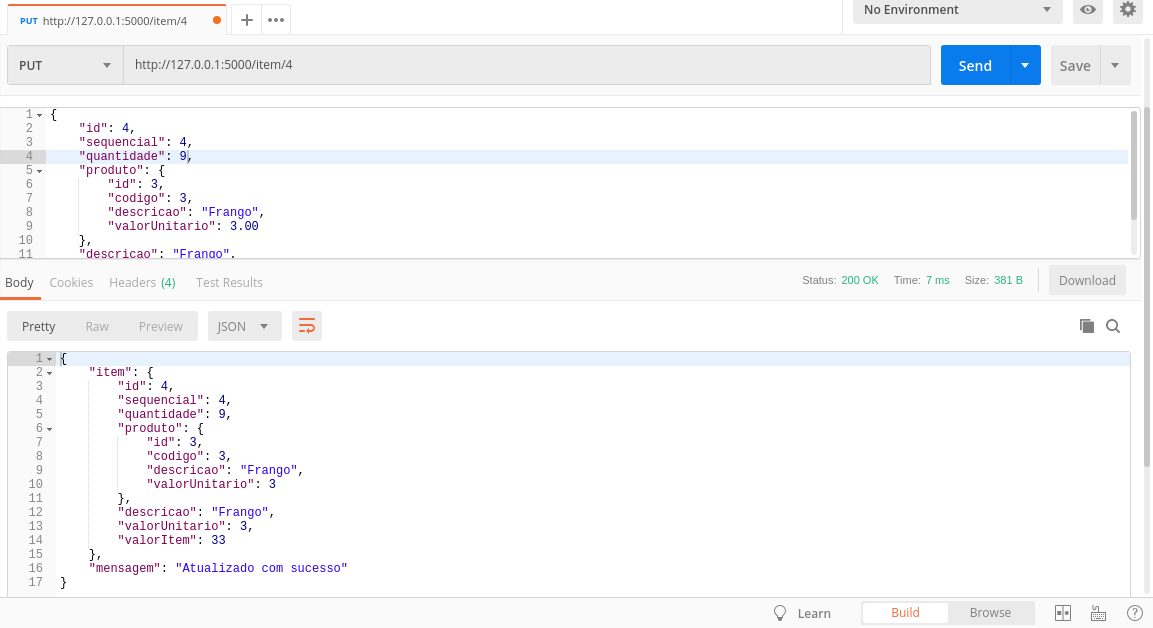 PUT http://127.0.0.1:5000/item/4
No Environment
PUT http://127.0.0.1:5000/item/4 Send Save
1 {
2 "id": 4,
3 "sequencial": 4,
4 "quantidade": 9,
5 "produto": {
6 "id": 3,
7 "codigo": 3,
8 "descricao": "Frango",
9 "valorUnitario": 3.00
10 },
11 "descricao": "Frango",
Body Cookies Headers (4) Test Results Status: 200 OK Time: 7 ms Size: 381 B Download
Pretty Raw Preview JSON
1 {
2 "item": {
3 "id": 4,
4 "sequencial": 4,
5 "quantidade": 9,
6 "produto": {
7 "id": 3,
8 "codigo": 3,
9 "descricao": "Frango",
10 "valorUnitario": 3
11 },
12 "descricao": "Frango",
13 "valorUnitario": 3,
14 "valorItem": 33
15 },
16 "mensagem": "Atualizado com sucesso"
17 }
Learn Build Browse